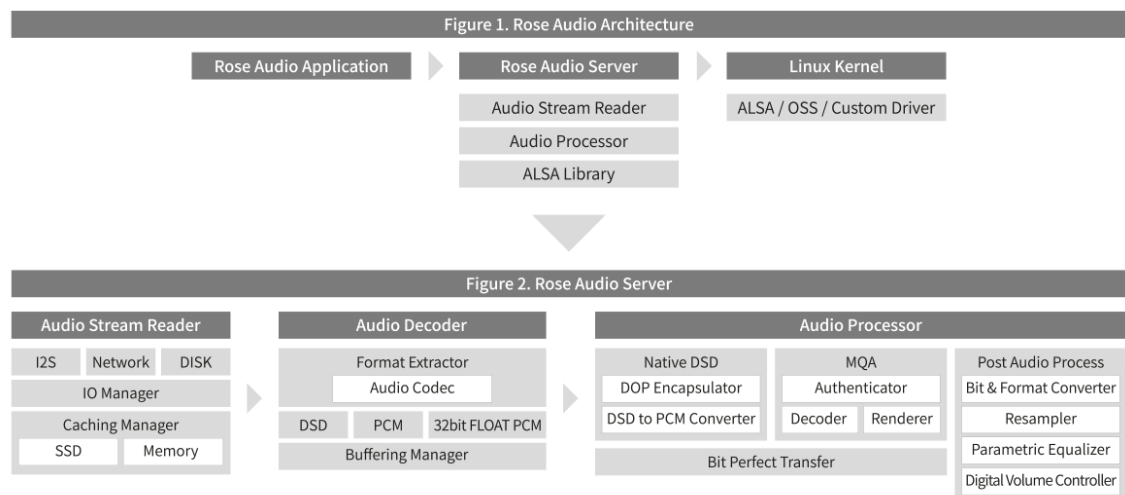 Figure 1. Rose Audio Architecture
Rose Audio Application
Rose Audio Server
Linux Kernel
Audio Stream Reader
ALSA / OSS / Custom Driver
Audio Processor
ALSA Library
Figure 2. Rose Audio Server
Audio Stream Reader
I2S
Network
DISK
IO Manager
Caching Manager
SSD
Memory
Audio Decoder
Format Extractor
Audio Codec
DSD
PCM
32bit FLOAT PCM
Buffering Manager
Audio Processor
Native DSD
DOP Encapsulator
DSD to PCM Converter
MQA
Authenticator
Decoder
Renderer
Bit Perfect Transfer
Post Audio Process
Bit & Format Converter
Resampler
Parametric Equalizer
Digital Volume Controller